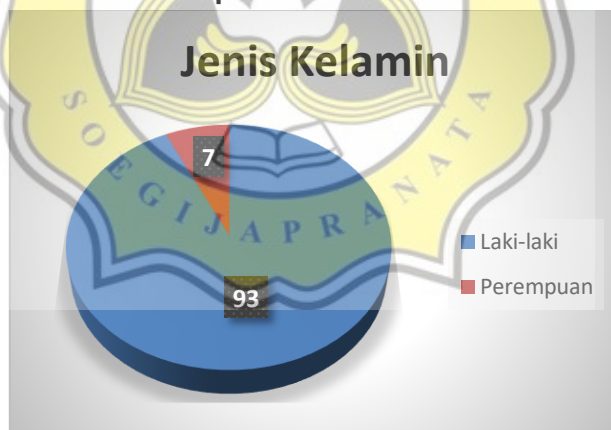 Jenis Kelamin
7
SOEGIJAPRANATA
Laki-laki
Perempuan
93